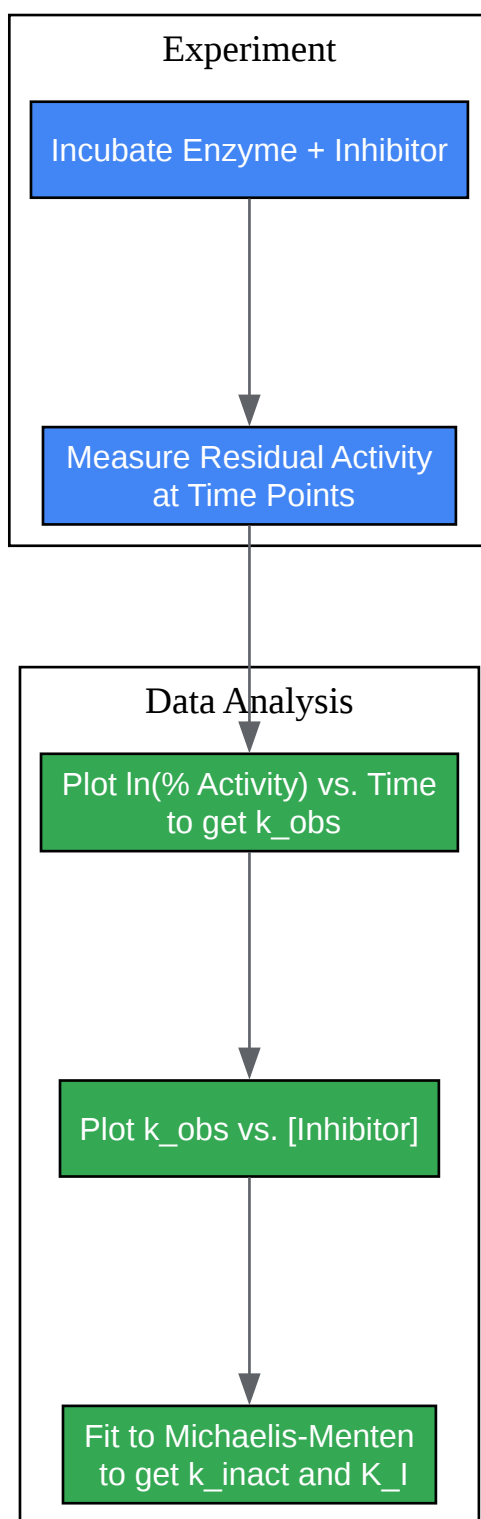 Experiment
Incubate Enzyme + Inhibitor
Measure Residual Activity
at Time Points
Data Analysis
Plot ln(% Activity) vs. Time
to get k_obs
Plot k_obs vs. [Inhibitor]
Fit to Michaelis-Menten
to get k_inact and K_I